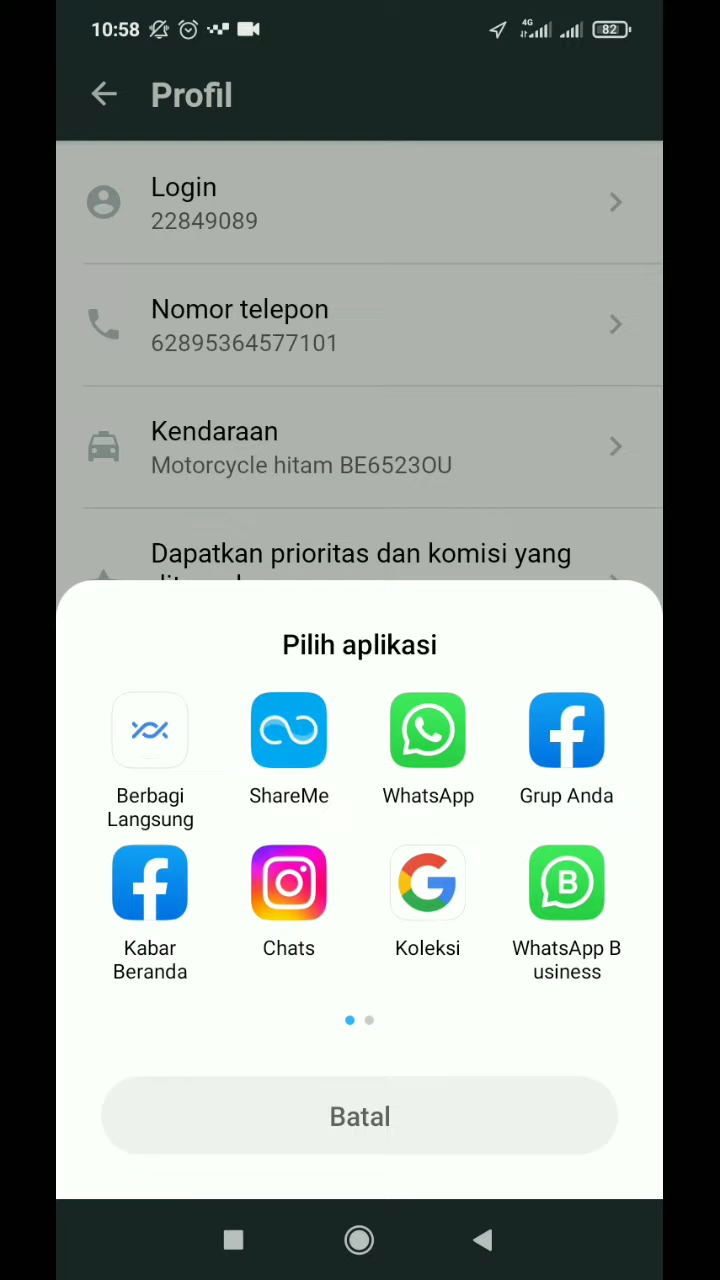 10:58
4G
82
Profil
Login
22849089
Nomor telepon
62895364577101
Kendaraan
Motorcycle hitam BE6523OU
Dapatkan prioritas dan komisi yang
Pilih aplikasi
Berbagi
Langsung
ShareMe
WhatsApp
Grup Anda
Kabar
Beranda
Chats
Koleksi
WhatsApp B
usiness
Batal